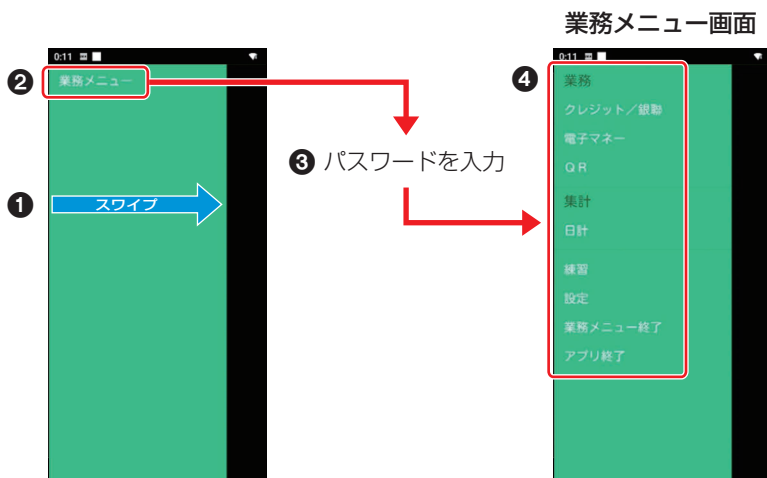 業務メニュー画面
0:11
❷ 業務メニュー
❸ パスワードを入力
❶ スワイプ
0:11
❹ 業務
クレジット／銀聯
電子マネー
ＱＲ
集計
日計
練習
設定
業務メニュー終了
アプリ終了